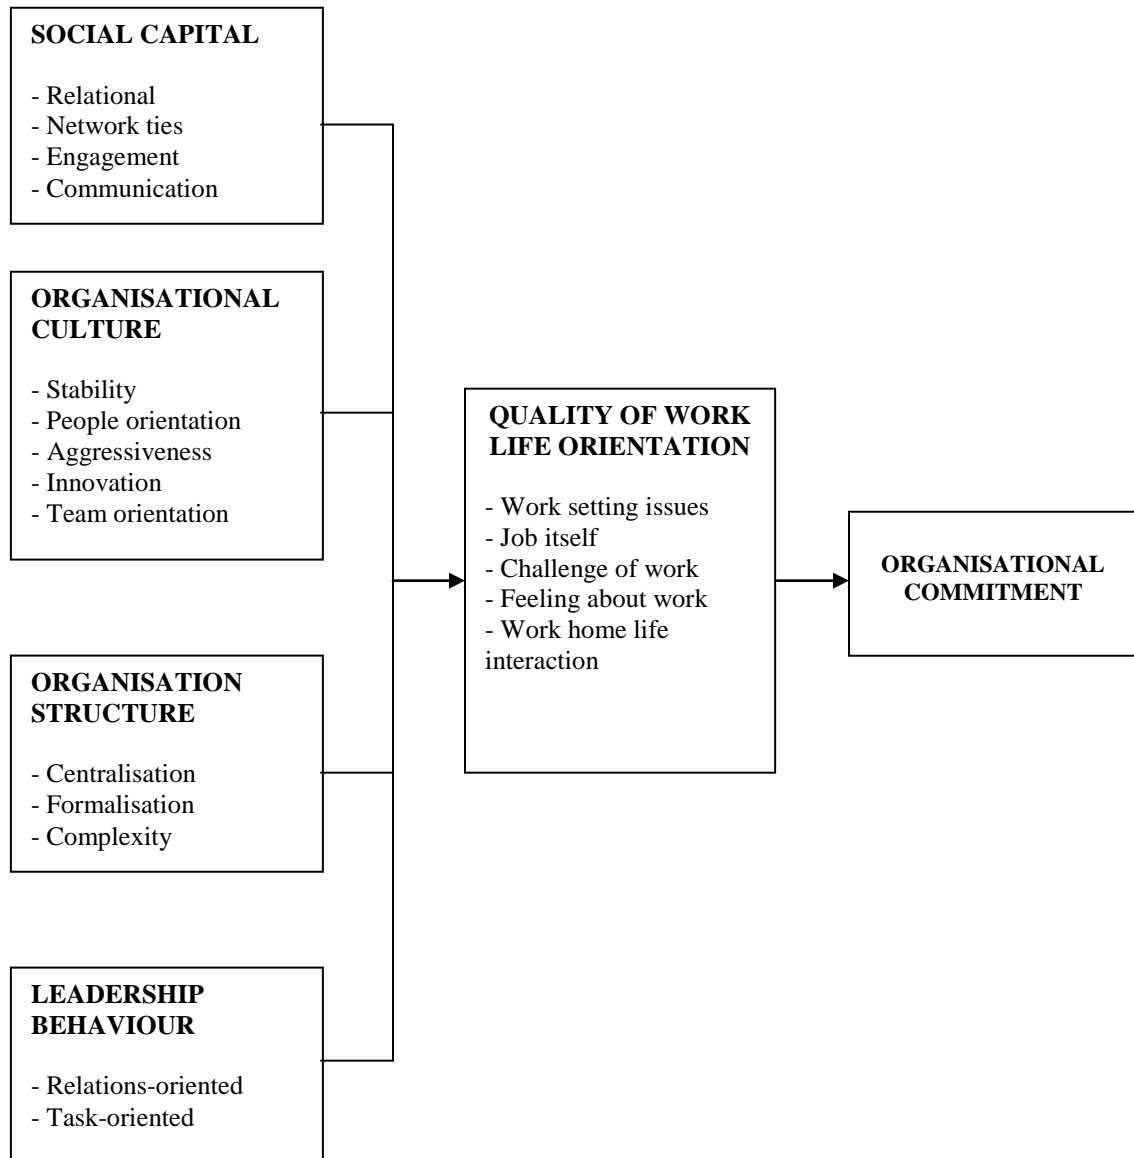 SOCIAL CAPITAL
- Relational
- Network ties
- Engagement
- Communication
ORGANISATIONAL
CULTURE
- Stability
- People orientation
- Aggressiveness
- Innovation
- Team orientation
ORGANISATION
STRUCTURE
- Centralisation
- Formalisation
- Complexity
LEADERSHIP
BEHAVIOUR
- Relations-oriented
- Task-oriented
QUALITY OF WORK
LIFE ORIENTATION
- Work setting issues
- Job itself
- Challenge of work
- Feeling about work
- Work home life
interaction
ORGANISATIONAL
COMMITMENT